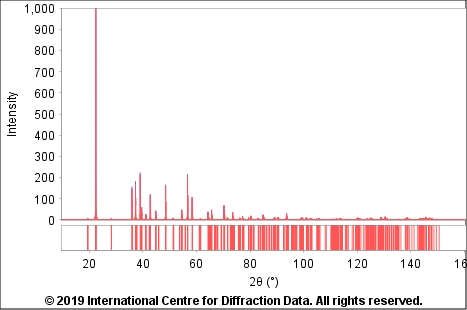 1,000
900
800
700
600
500
400
300
200
100
0
Intensity
20 40 60 80 100 120 140 16
2θ (°)
© 2019 International Centre for Diffraction Data. All rights reserved.